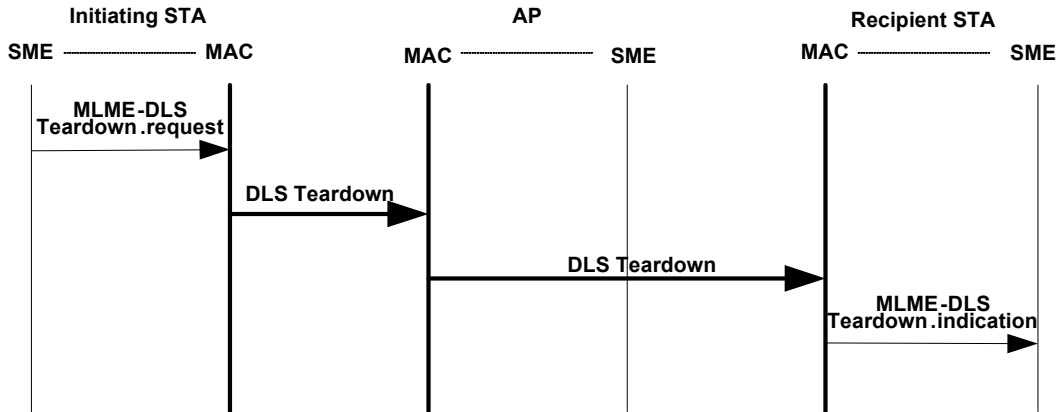 Initiating STA
AP
Recipient STA
SME
MAC
MAC
SME
MAC
SME
MLME-DLS
Teardown.request
DLS Teardown
DLS Teardown
MLME-DLS
Teardown.indication